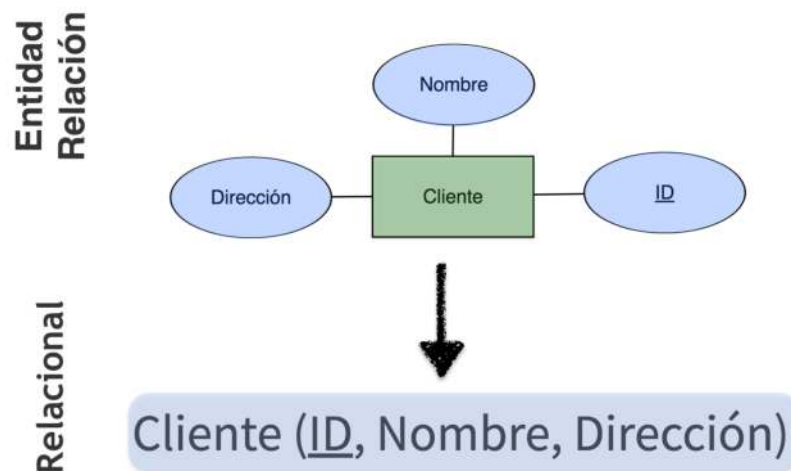 Entidad
Relación
Nombre
Dirección
Cliente
ID
Relacional
Cliente (ID, Nombre, Dirección)